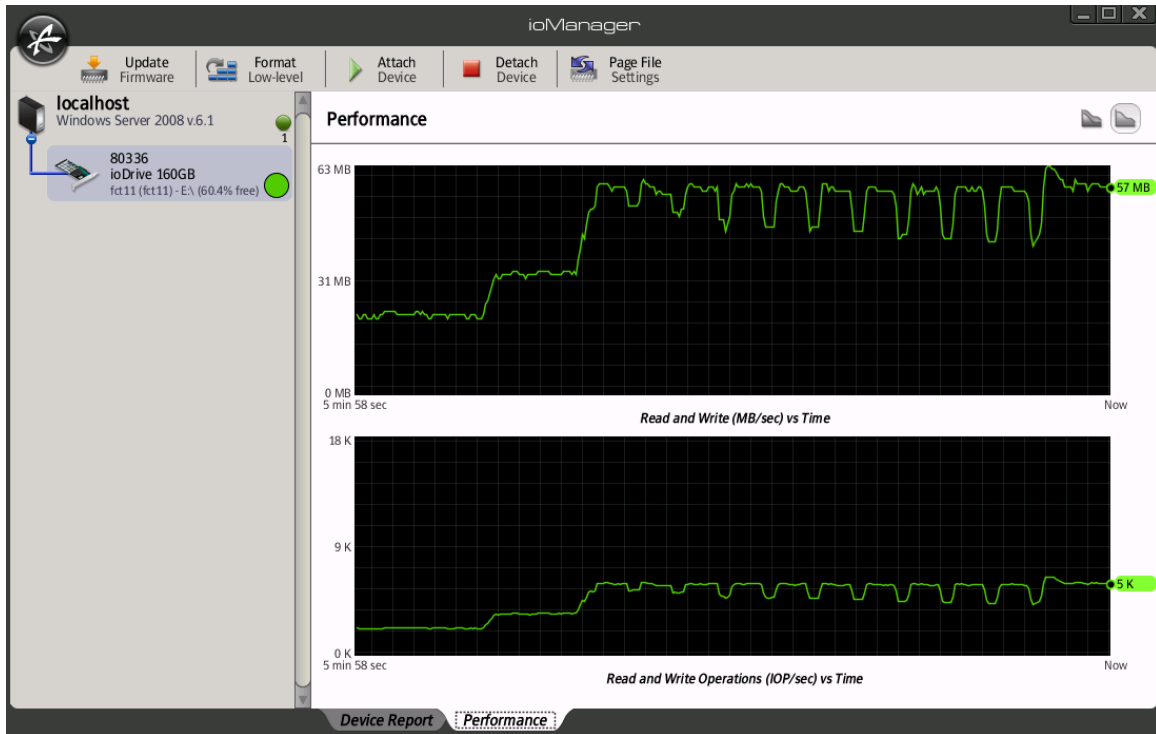 ioManager
Update
Firmware
Format
Low-level
Attach
Device
Detach
Device
Page File
Settings
localhost
Windows Server 2008 v.6.1
1
80336
ioDrive 160GB
fct11 (fct11) - E:\ (60.4% free)
Performance
63 MB
57 MB
31 MB
0 MB
5 min 58 sec
Now
Read and Write (MB/sec) vs Time
18 K
9 K
5 K
0 K
5 min 58 sec
Now
Read and Write Operations (IOP/sec) vs Time
Device Report
Performance